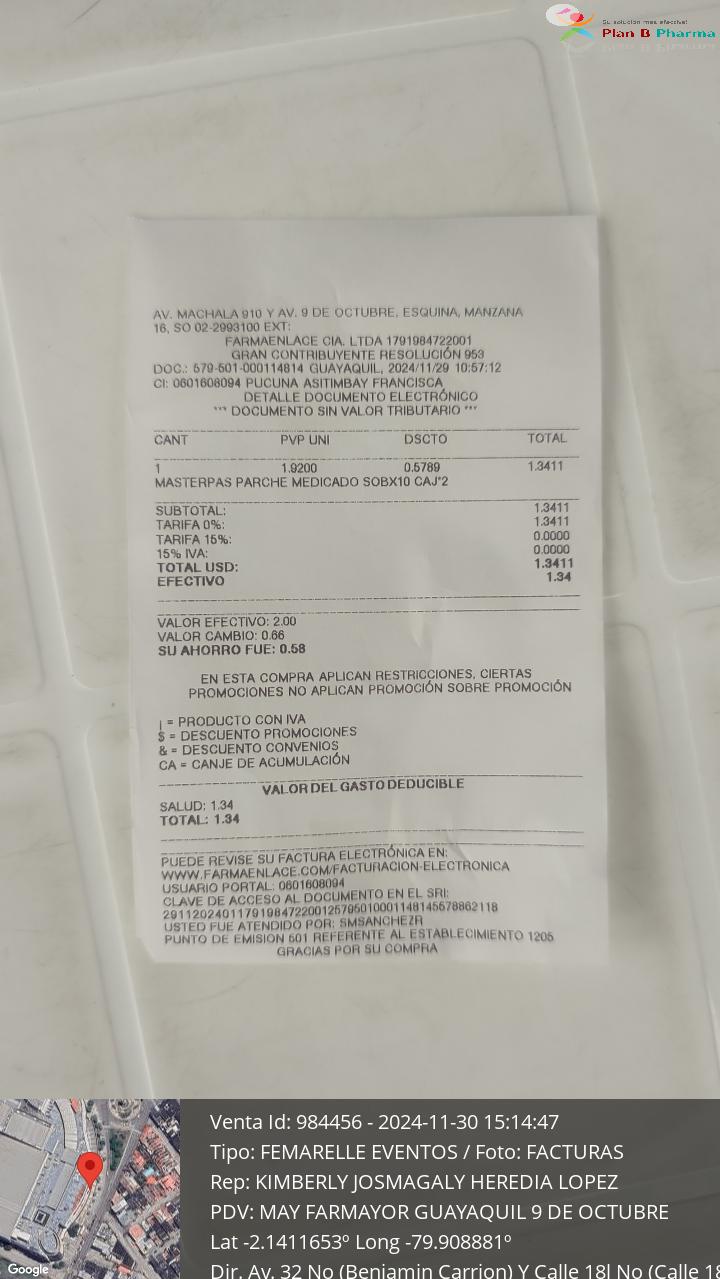 Su solución más efectiva!
Plan B Pharma
AV. MACHALA 910 Y AV. 9 DE OCTUBRE, ESQUINA, MANZANA
16, SO 02-2993100 EXT:
FARMAENLACE CIA. LTDA 1791984722001
GRAN CONTRIBUYENTE RESOLUCIÓN 953
DOC.: 579-501-000114814 GUAYAQUIL, 2024/11/29 10:57:12
CI: 0601608094 PUCUNA ASITIMBAY FRANCISCA
DETALLE DOCUMENTO ELECTRÓNICO
*** DOCUMENTO SIN VALOR TRIBUTARIO ***
CANT PVP UNI DSCTO TOTAL
1 1.9200 0.5789 1.3411
MASTERPAS PARCHE MEDICADO SOBX10 CAJ*2
SUBTOTAL: 1.3411
TARIFA 0%: 1.3411
TARIFA 15%: 0.0000
15% IVA: 0.0000
TOTAL USD: 1.3411
EFECTIVO 1.34
VALOR EFECTIVO: 2.00
VALOR CAMBIO: 0.66
SU AHORRO FUE: 0.58
EN ESTA COMPRA APLICAN RESTRICCIONES, CIERTAS
PROMOCIONES NO APLICAN PROMOCIÓN SOBRE PROMOCIÓN
¡ = PRODUCTO CON IVA
$ = DESCUENTO PROMOCIONES
& = DESCUENTO CONVENIOS
CA = CANJE DE ACUMULACIÓN
VALOR DEL GASTO DEDUCIBLE
SALUD: 1.34
TOTAL: 1.34
PUEDE REVISE SU FACTURA ELECTRÓNICA EN:
WWW.FARMAENLACE.COM/FACTURACION-ELECTRONICA
USUARIO PORTAL: 0601608094
CLAVE DE ACCESO AL DOCUMENTO EN EL SRI:
2911202401179198472200125795010001148145578862118
USTED FUE ATENDIDO POR: SMSANCHEZR
PUNTO DE EMISION 501 REFERENTE AL ESTABLECIMIENTO 1205
GRACIAS POR SU COMPRA
Venta Id: 984456 - 2024-11-30 15:14:47
Tipo: FEMARELLE EVENTOS / Foto: FACTURAS
Rep: KIMBERLY JOSMAGALY HEREDIA LOPEZ
PDV: MAY FARMAYOR GUAYAQUIL 9 DE OCTUBRE
Lat -2.1411653º Long -79.908881º
Dir. Av. 32 No (Benjamin Carrion) Y Calle 18J No (Calle 18
Google